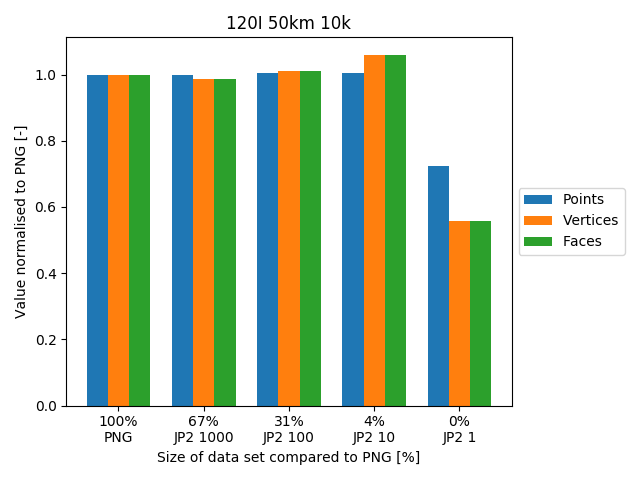 120I 50km 10k
Value normalised to PNG [-]
1.0
0.8
0.6
0.4
0.2
0.0
100%
PNG
67%
JP2 1000
31%
JP2 100
4%
JP2 10
0%
JP2 1
Size of data set compared to PNG [%]
Points
Vertices
Faces